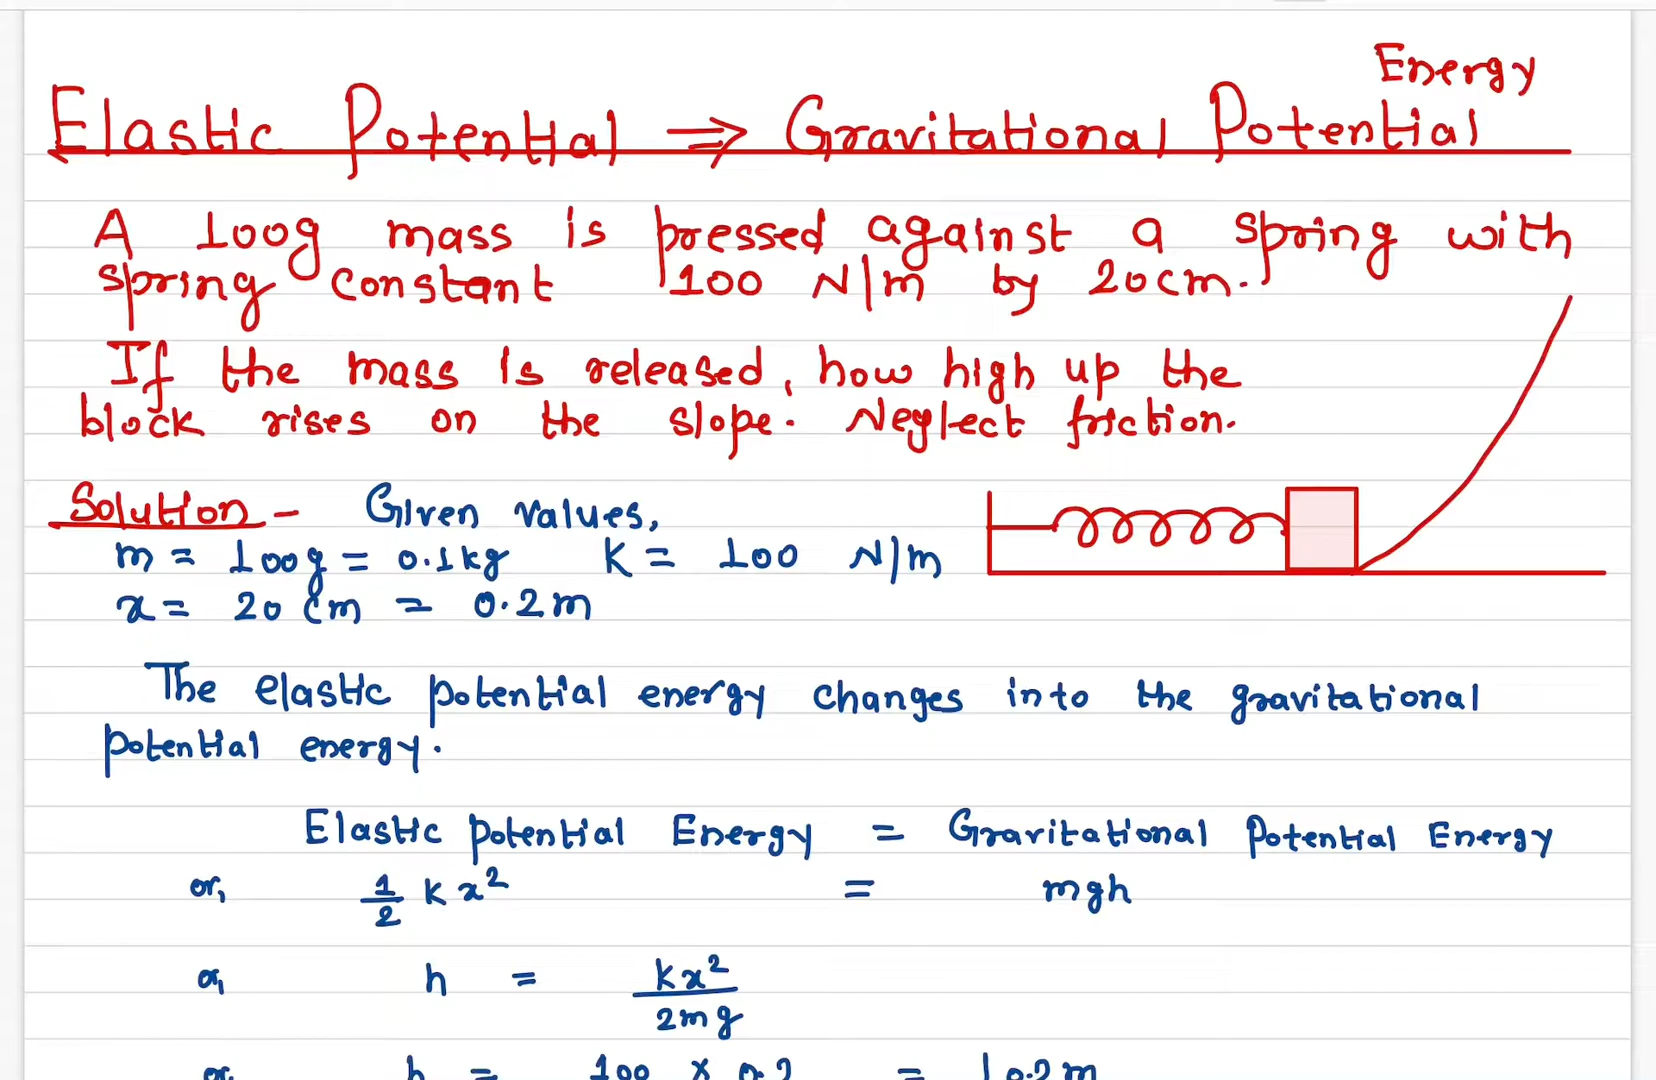 Energy
Elastic Potential ⇒ Gravitational Potential
A 100g mass is pressed against a spring with
spring constant 100 N/m by 20cm.
If the mass is released, how high up the
block rises on the slope. Neglect friction.
Solution - Given values,
m = 100g = 0.1kg K = 100 N/m
x = 20 cm = 0.2m
The elastic potential energy changes into the gravitational
potential energy.
Elastic potential Energy = Gravitational Potential Energy
or, 1/2 k x² = mgh
or, h = kx²/2mg
or h =